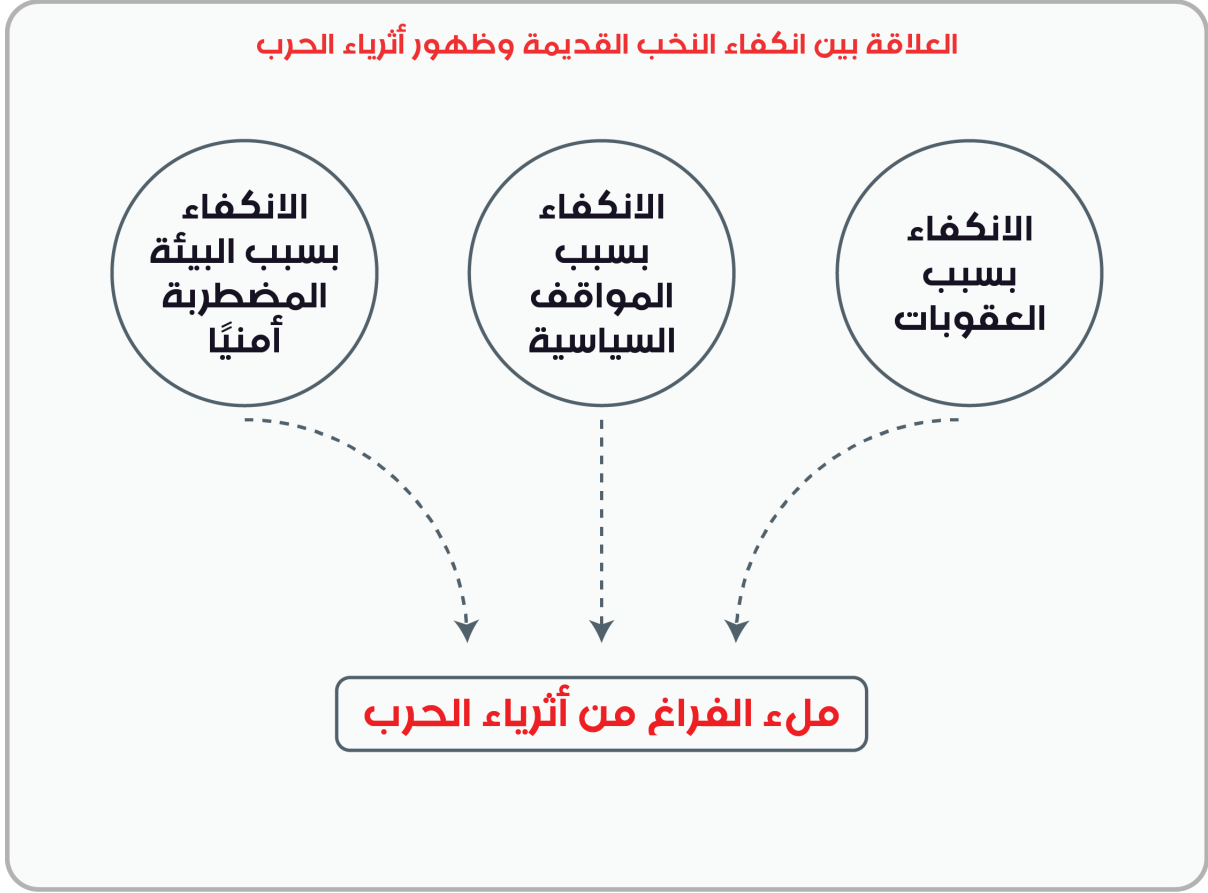 العلاقة بين انكفاء النخب القديمة وظهور أثرياء الحرب
الانكفاء
بسبب
العقوبات
الانكفاء
بسبب
المواقف
السياسية
الانكفاء
بسبب البيئة
المضطربة
أمنيًا
ملء الفراغ من أثرياء الحرب